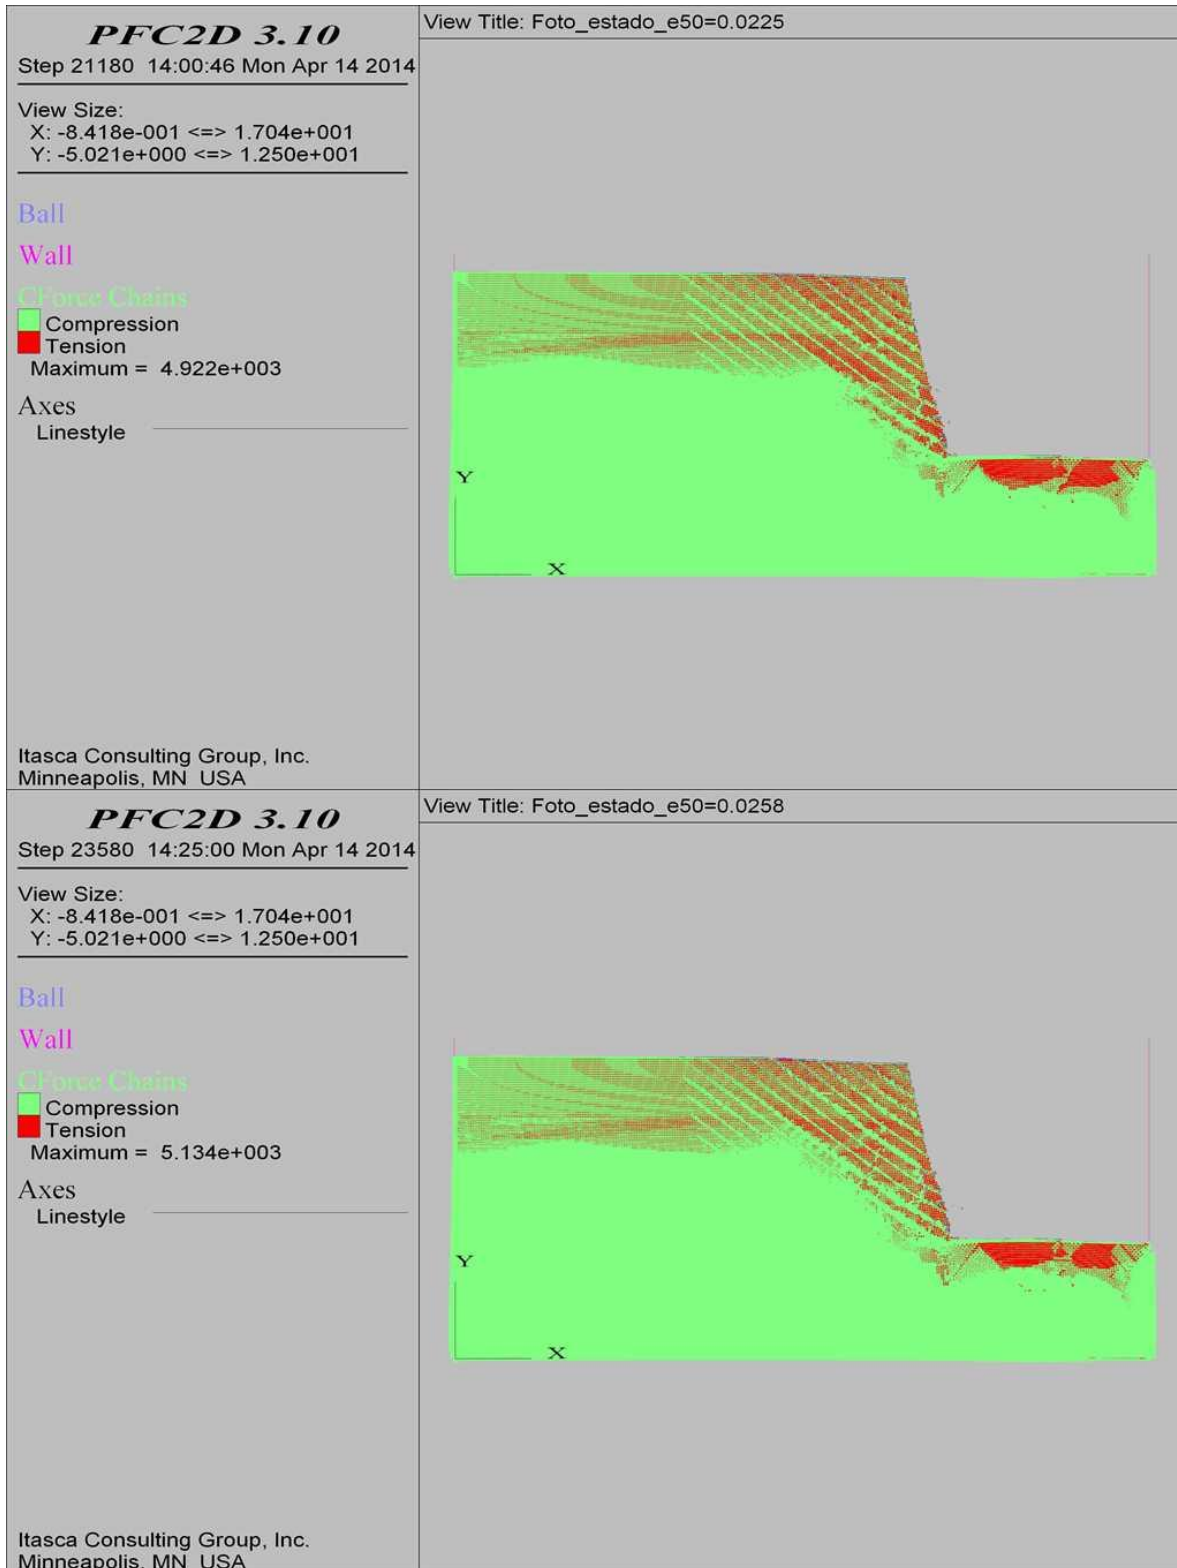 PFC2D 3.10
Step 21180 14:00:46 Mon Apr 14 2014
View Size:
X: -8.418e-001 <=> 1.704e+001
Y: -5.021e+000 <=> 1.250e+001
Ball
Wall
CForce Chains
Compression
Tension
Maximum = 4.922e+003
Axes
Linestyle
Itasca Consulting Group, Inc.
Minneapolis, MN USA
View Title: Foto_estado_e50=0.0225
Y
X
PFC2D 3.10
Step 23580 14:25:00 Mon Apr 14 2014
View Size:
X: -8.418e-001 <=> 1.704e+001
Y: -5.021e+000 <=> 1.250e+001
Ball
Wall
CForce Chains
Compression
Tension
Maximum = 5.134e+003
Axes
Linestyle
Itasca Consulting Group, Inc.
Minneapolis, MN USA
View Title: Foto_estado_e50=0.0258
Y
X